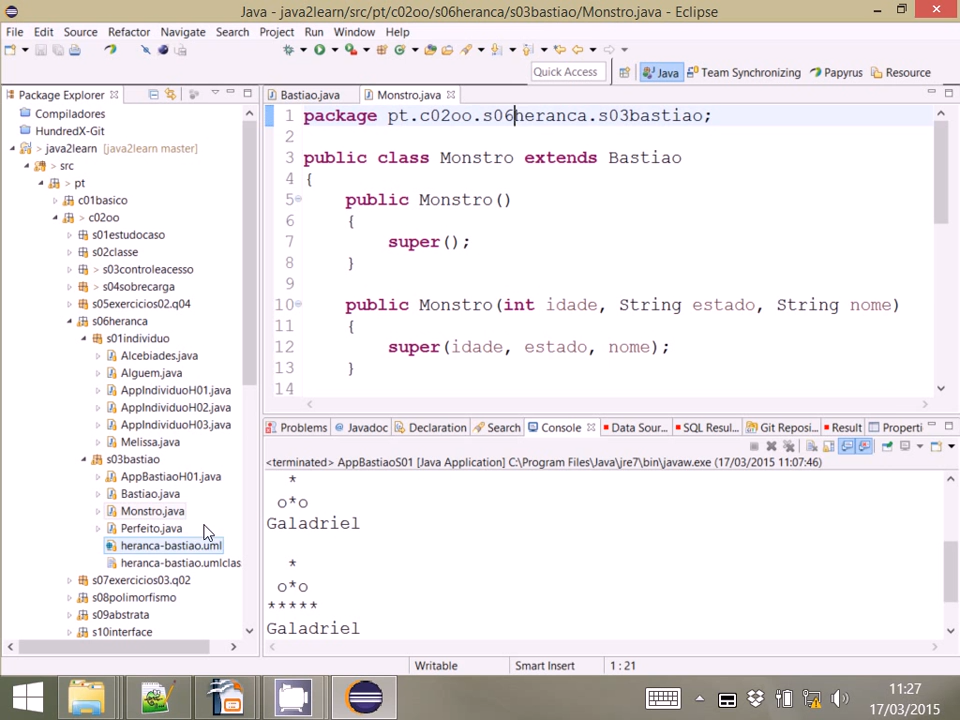 Java - java2learn/src/pt/c02oo/s06heranca/s03bastiao/Monstro.java - Eclipse
File Edit Source Refactor Navigate Search Project Run Window Help
Quick Access Java Team Synchronizing Papyrus Resource
Package Explorer
Compiladores
HundredX-Git
> java2learn [java2learn master]
> src
> pt
c01basico
> c02oo
s01estudocaso
s02classe
> s03controleacesso
> s04sobrecarga
s05exercicios02.q04
s06heranca
s01individuo
Alcebiades.java
Alguem.java
AppIndividuoH01.java
AppIndividuoH02.java
AppIndividuoH03.java
Melissa.java
s03bastiao
AppBastiaoH01.java
Bastiao.java
Monstro.java
Perfeito.java
heranca-bastiao.uml
heranca-bastiao.umlclas
s07exercicios03.q02
s08polimorfismo
s09abstrata
s10interface
Bastiao.java Monstro.java
1 package pt.c02oo.s06heranca.s03bastiao;
2
3 public class Monstro extends Bastiao
4 {
5 public Monstro()
6 {
7 super();
8 }
9
10 public Monstro(int idade, String estado, String nome)
11 {
12 super(idade, estado, nome);
13 }
14
Problems Javadoc Declaration Search Console Data Sour... SQL Resul... Git Reposi... Result Properti
<terminated> AppBastiaoS01 [Java Application] C:\Program Files\Java\jre7\bin\javaw.exe (17/03/2015 11:07:46)
*
o*o
Galadriel
*
o*o
*****
Galadriel
Writable Smart Insert 1 : 21
11:27
17/03/2015